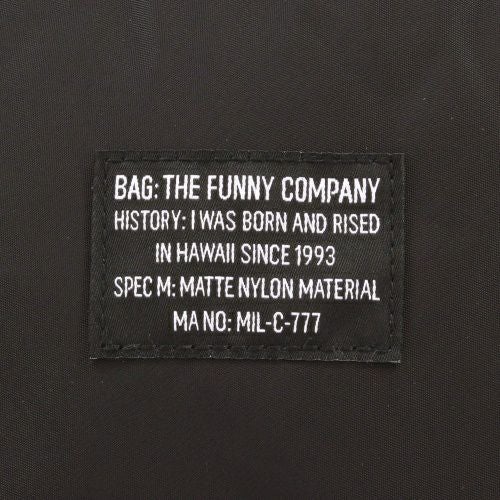 BAG: THE FUNNY COMPANY
HISTORY: I WAS BORN AND RISED
IN HAWAII SINCE 1993
SPEC M: MATTE NYLON MATERIAL
MA NO: MIL-C-777